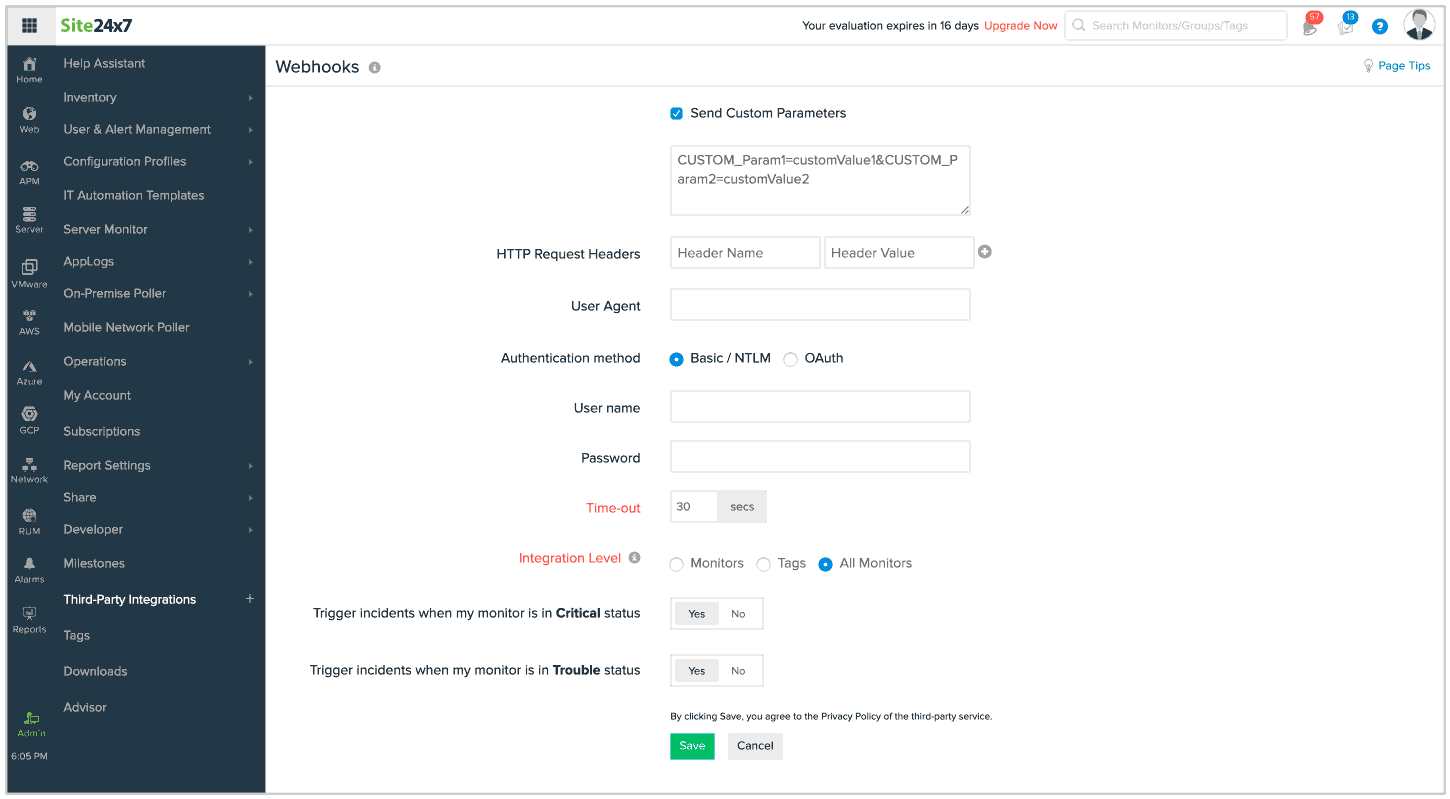 Site24x7
Your evaluation expires in 16 days Upgrade Now
Search Monitors/Groups/Tags
57
13
?
Home
Web
APM
Server
VMware
AWS
Azure
GCP
Network
RUM
Alarms
Reports
Admin
6:05 PM
Help Assistant
Inventory
User & Alert Management
Configuration Profiles
IT Automation Templates
Server Monitor
AppLogs
On-Premise Poller
Mobile Network Poller
Operations
My Account
Subscriptions
Report Settings
Share
Developer
Milestones
Third-Party Integrations +
Tags
Downloads
Advisor
Webhooks
Page Tips
Send Custom Parameters
CUSTOM_Param1=customValue1&CUSTOM_P
aram2=customValue2
HTTP Request Headers Header Name Header Value
User Agent
Authentication method Basic / NTLM OAuth
User name
Password
Time-out 30 secs
Integration Level Monitors Tags All Monitors
Trigger incidents when my monitor is in Critical status Yes No
Trigger incidents when my monitor is in Trouble status Yes No
By clicking Save, you agree to the Privacy Policy of the third-party service.
Save Cancel